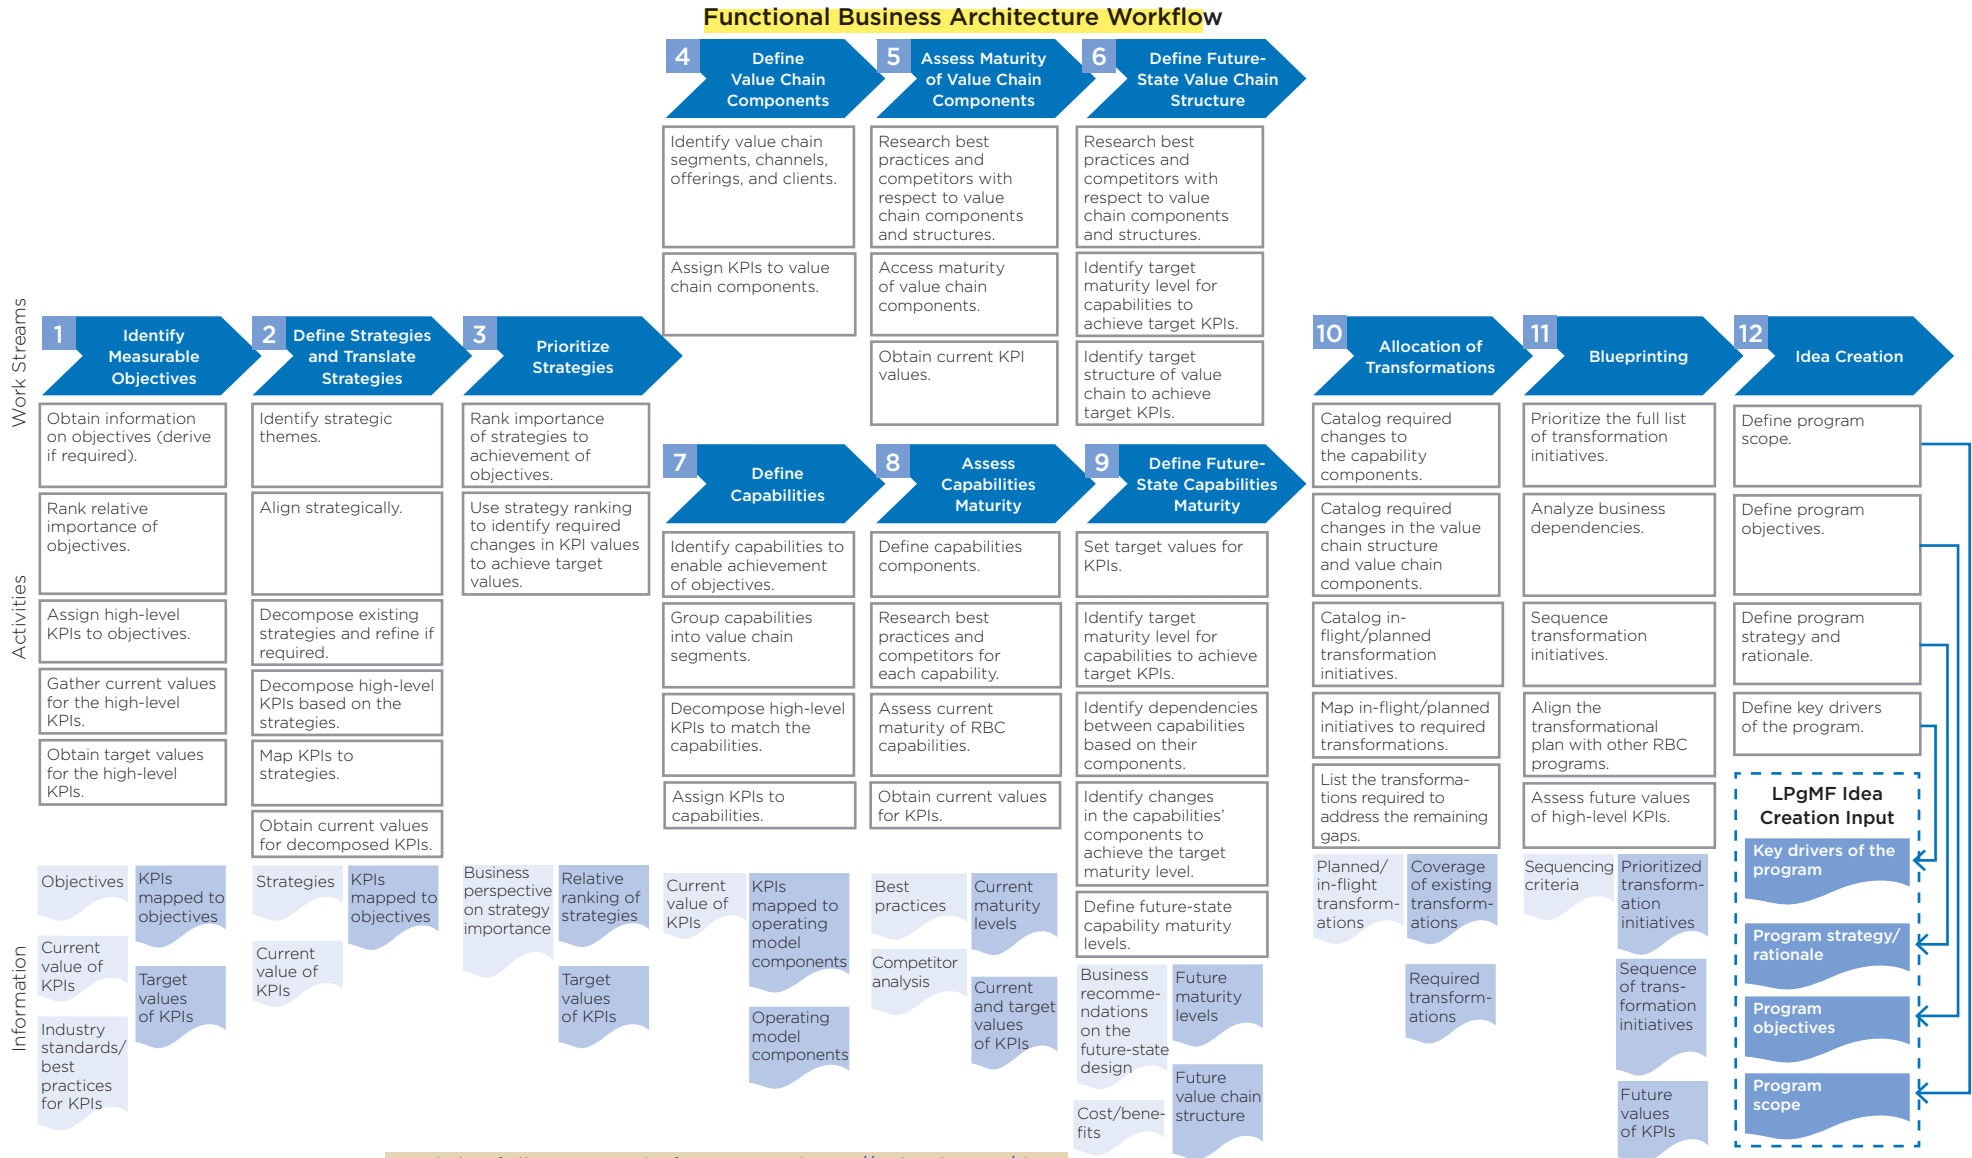 Functional Business Architecture Workflow
4
Define
Value Chain
Components
5
Assess Maturity
of Value Chain
Components
6
Define Future-
State Value Chain
Structure
Identify value chain
segments, channels,
offerings, and clients.
Assign KPIs to value
chain components.
Research best
practices and
competitors with
respect to value
chain components
and structures.
Access maturity
of value chain
components.
Obtain current KPI
values.
Research best
practices and
competitors with
respect to value
chain components
and structures.
Identify target
maturity level for
capabilities to
achieve target KPIs.
Identify target
structure of value
chain to achieve
target KPIs.
Work Streams
Activities
Information
1
Identify
Measurable
Objectives
Obtain information
on objectives (derive
if required).
Rank relative
importance of
objectives.
Assign high-level
KPIs to objectives.
Gather current values
for the high-level
KPIs.
Obtain target values
for the high-level
KPIs.
Objectives
Current
value of
KPIs
Industry
standards/
best
practices
for KPIs
KPIs
mapped to
objectives
Target
values
of KPIs
2
Define Strategies
and Translate
Strategies
Identify strategic
themes.
Align strategically.
Decompose existing
strategies and refine if
required.
Decompose high-level
KPIs based on the
strategies.
Map KPIs to
strategies.
Obtain current values
for decomposed KPIs.
Strategies
Current
value of
KPIs
KPIs
mapped to
objectives
3
Prioritize
Strategies
Rank importance
of strategies to
achievement of
objectives.
Use strategy ranking
to identify required
changes in KPI values
to achieve target
values.
Business
perspective
on strategy
importance
Relative
ranking of
strategies
Target
values
of KPIs
7
Define
Capabilities
Identify capabilities to
enable achievement
of objectives.
Group capabilities
into value chain
segments.
Decompose high-level
KPIs to match the
capabilities.
Assign KPIs to
capabilities.
Current
value of
KPIs
KPIs
mapped to
operating
model
components
Operating
model
components
8
Assess
Capabilities
Maturity
Define capabilities
components.
Research best
practices and
competitors for
each capability.
Assess current
maturity of RBC
capabilities.
Obtain current values
for KPIs.
Best
practices
Competitor
analysis
Current
maturity
levels
Current
and target
values
of KPIs
9
Define Future-
State Capabilities
Maturity
Set target values for
KPIs.
Identify target
maturity level for
capabilities to achieve
target KPIs.
Identify dependencies
between capabilities
based on their
components.
Identify changes
in the capabilities’
components to
achieve the target
maturity level.
Define future-state
capability maturity
levels.
Business
recomme-
ndations
on the
future-state
design
Cost/bene-
fits
Future
maturity
levels
Future
value chain
structure
10
Allocation of
Transformations
Catalog required
changes to
the capability
components.
Catalog required
changes in the value
chain structure
and value chain
components.
Catalog in-
flight/planned
transformation
initiatives.
Map in-flight/planned
initiatives to required
transformations.
List the transforma-
tions required to
address the remaining
gaps.
Planned/
in-flight
transform-
ations
Coverage
of existing
transform-
ations
Required
transform-
ations
11
Blueprinting
Prioritize the full list
of transformation
initiatives.
Analyze business
dependencies.
Sequence
transformation
initiatives.
Align the
transformational
plan with other RBC
programs.
Assess future values
of high-level KPIs.
Sequencing
criteria
Prioritized
transform-
ation
initiatives
Sequence
of trans-
formation
initiatives
Future
values
of KPIs
12
Idea Creation
Define program
scope.
Define program
objectives.
Define program
strategy and
rationale.
Define key drivers
of the program.
LPgMF Idea
Creation Input
Key drivers of the
program
Program strategy/
rationale
Program
objectives
Program
scope